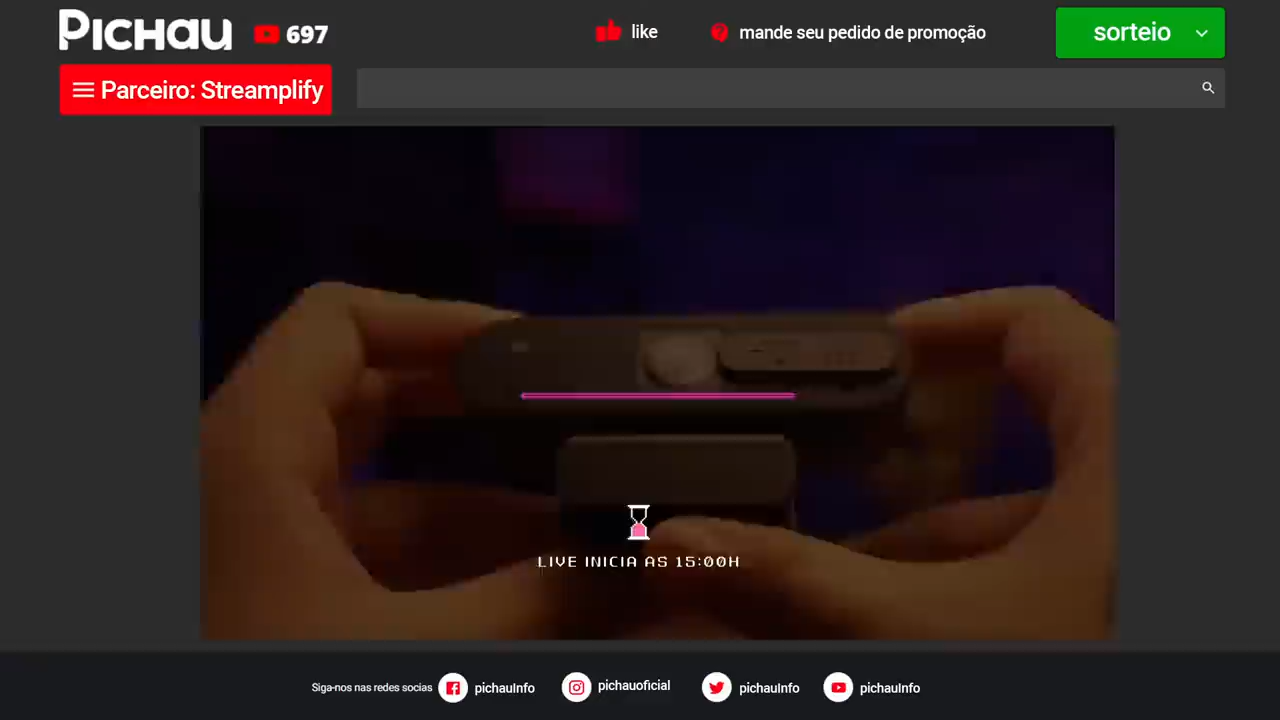 PICHAU
697
like
mande seu pedido de promoção
sorteio
Parceiro: Streamplify
LIVE INICIA AS 15:00H
Siga-nos nas redes socias
pichauInfo
pichauoficial
pichauInfo
pichauInfo